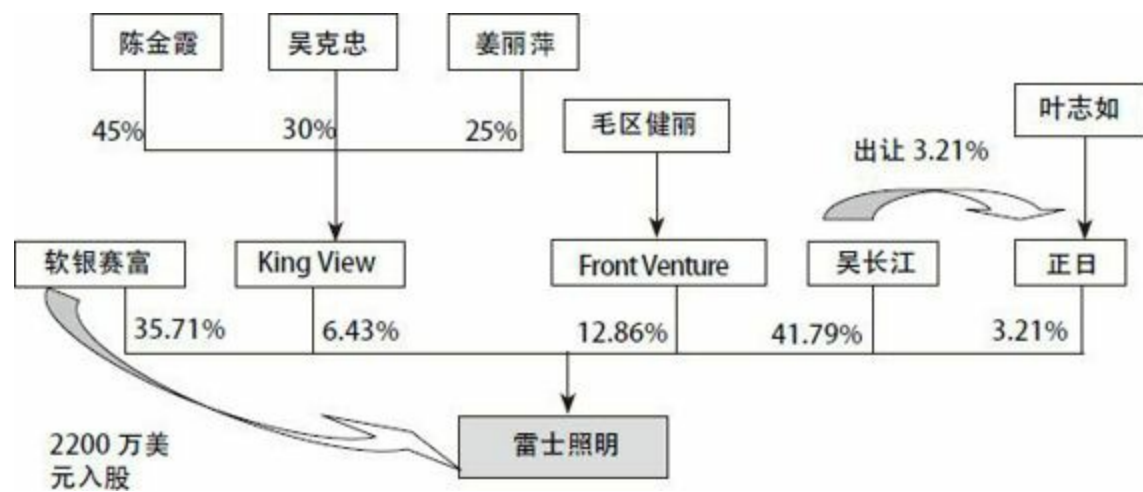 陈金霞
吴克忠
姜丽萍
45%
30%
25%
毛区健丽
叶志如
出让 3.21%
软银赛富
King View
Front Venture
吴长江
正日
35.71%
6.43%
12.86%
41.79%
3.21%
2200 万美
元入股
雷士照明